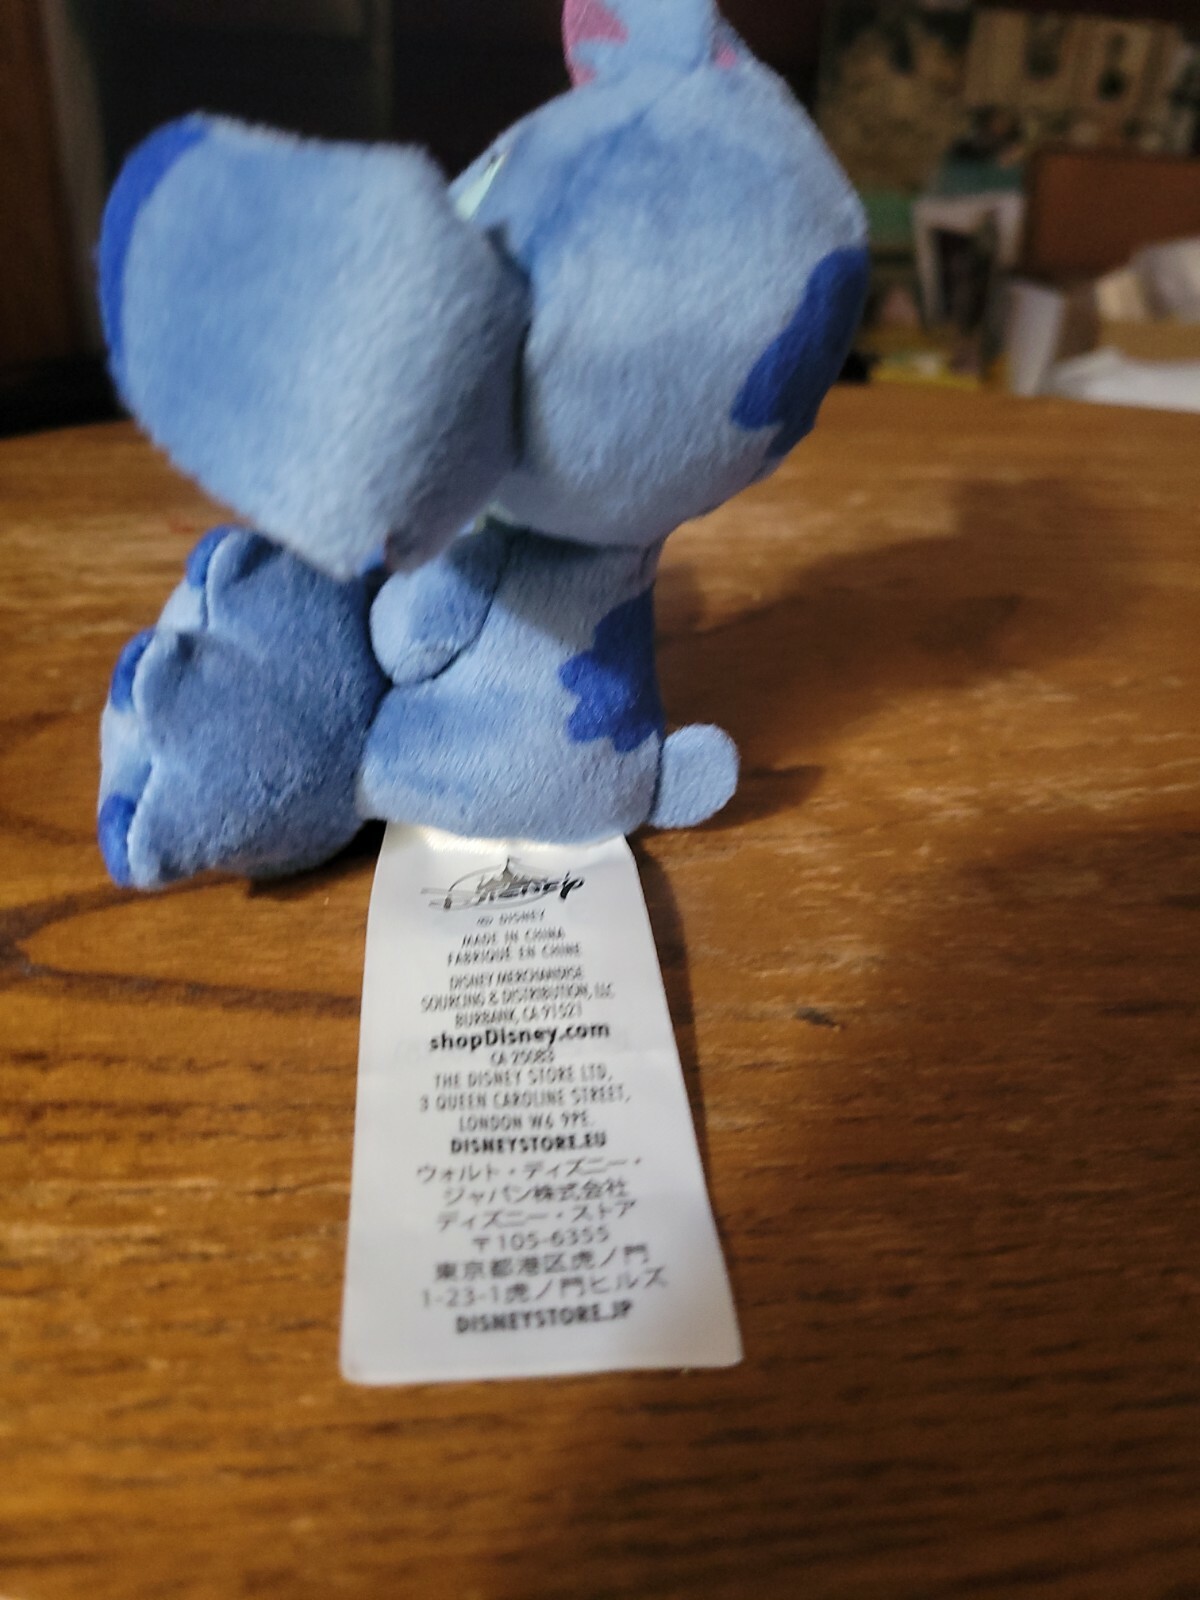 Disney
© DISNEY
MADE IN CHINA
FABRIQUÉ EN CHINE
DISNEY MERCHANDISE
SOURCING & DISTRIBUTION, LLC
BURBANK, CA 91521
shopDisney.com
CA 25083
THE DISNEY STORE LTD,
3 QUEEN CAROLINE STREET,
LONDON W6 9PE.
DISNEYSTORE.EU
ウォルト・ディズニー・
ジャパン株式会社
ディズニー・ストア
〒105-6355
東京都港区虎ノ門
1-23-1虎ノ門ヒルズ
DISNEYSTORE.JP